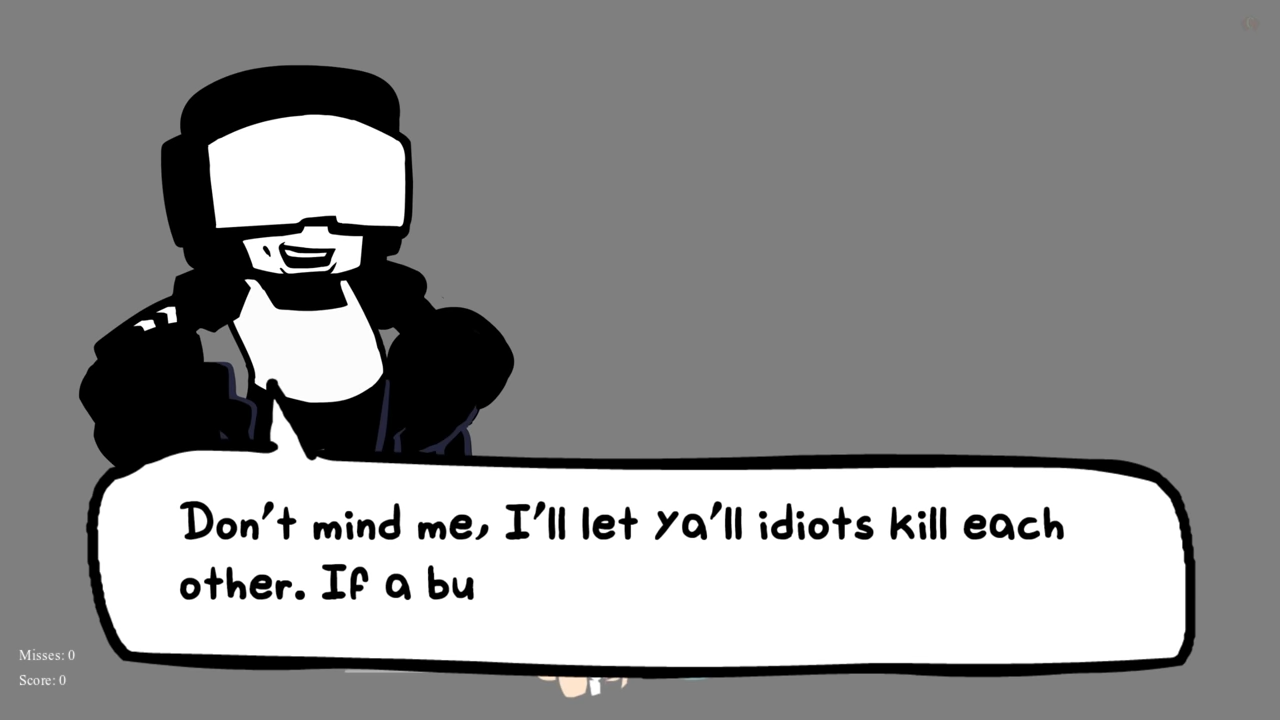 Don't mind me, I'll let ya'll idiots kill each
other. If a bu
Misses: 0
Score: 0